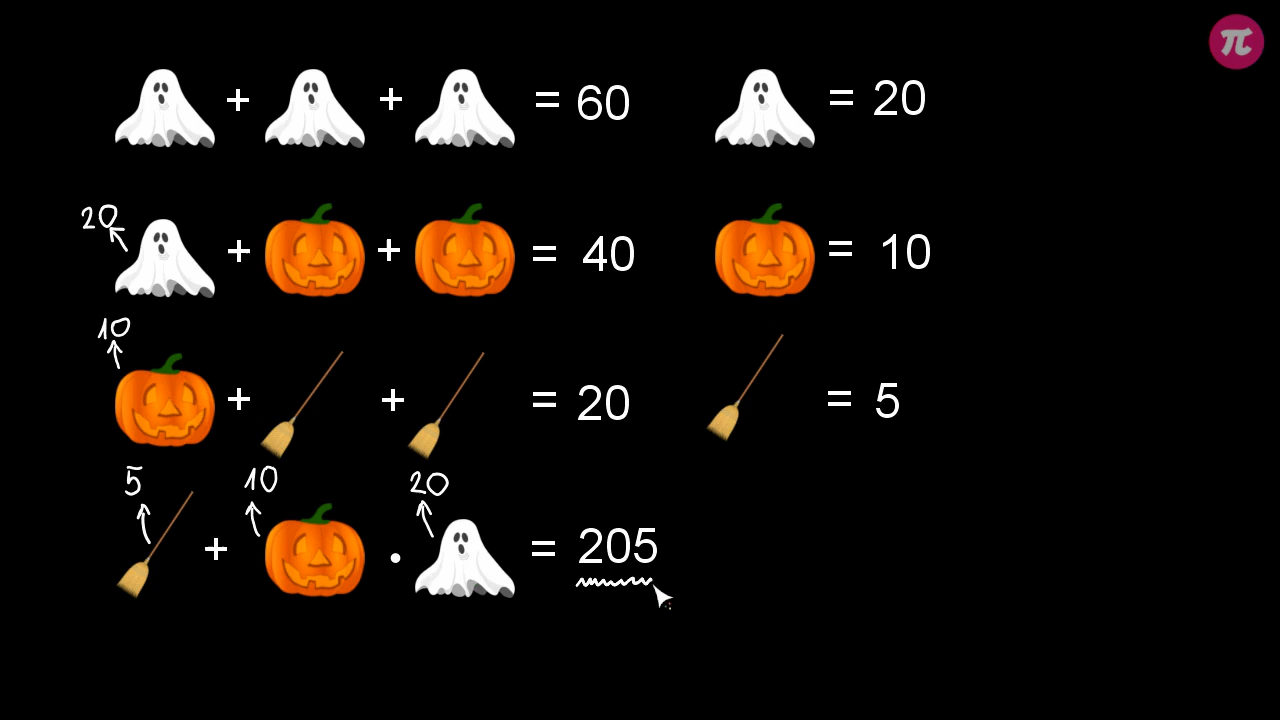 π
+ + = 60 = 20
20
+ + = 40 = 10
10
+ + = 20 = 5
5 10 20
+ · = 205